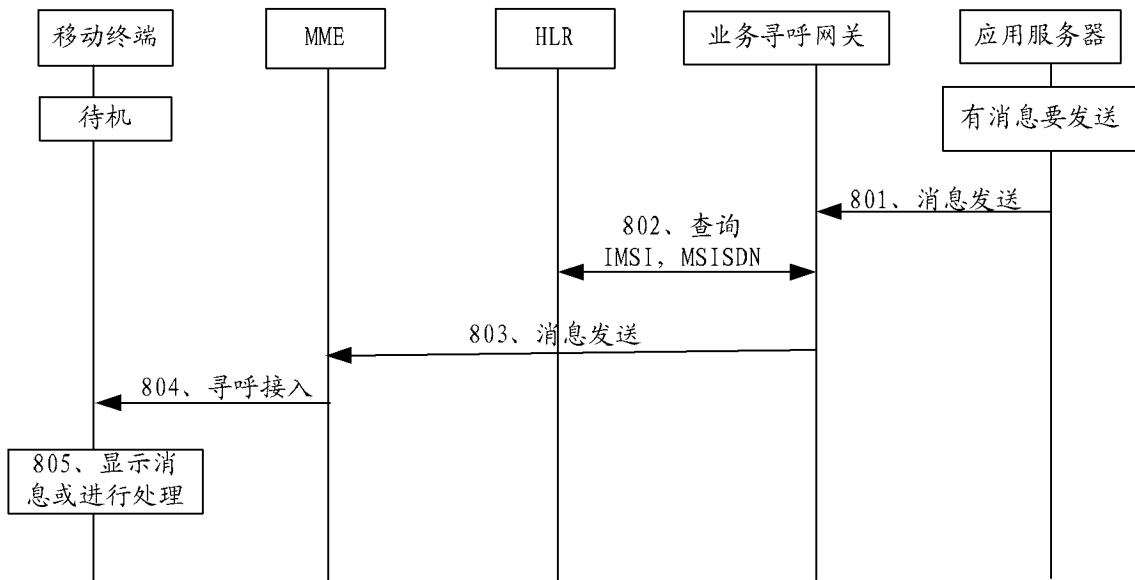 移动终端
MME
HLR
业务寻呼网关
应用服务器
待机
有消息要发送
801、消息发送
802、查询
IMSI, MSISDN
803、消息发送
804、寻呼接入
805、显示消
息或进行处理